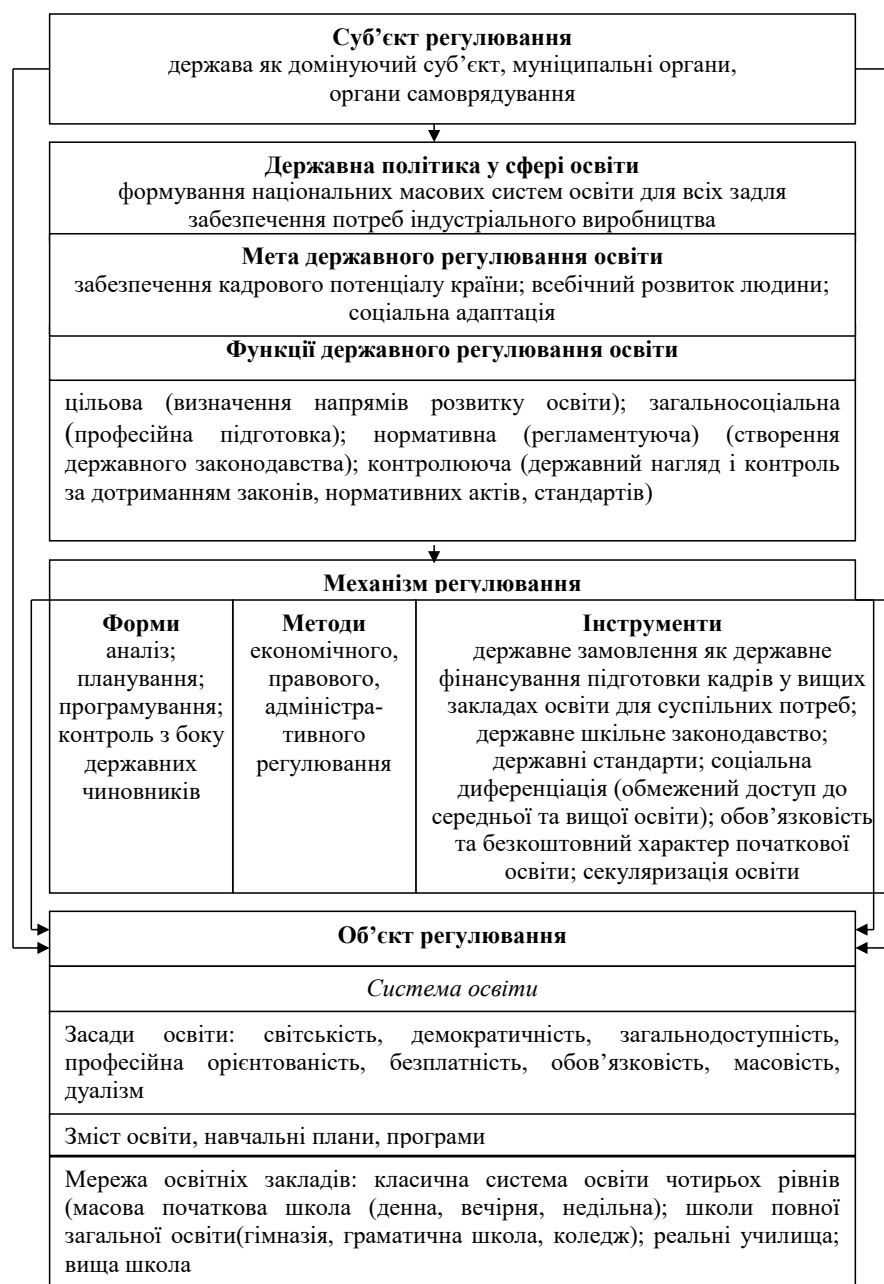 Суб’єкт регулювання
держава як домінуючий суб’єкт, муніципальні органи,
органи самоврядування
Державна політика у сфері освіти
формування національних масових систем освіти для всіх задля
забезпечення потреб індустріального виробництва
Мета державного регулювання освіти
забезпечення кадрового потенціалу країни; всебічний розвиток людини;
соціальна адаптація
Функції державного регулювання освіти
цільова (визначення напрямів розвитку освіти); загальносоціальна
(професійна підготовка); нормативна (регламентуюча) (створення
державного законодавства); контролююча (державний нагляд і контроль
за дотриманням законів, нормативних актів, стандартів)
Механізм регулювання
Форми
аналіз;
планування;
програмування;
контроль з боку
державних
чиновників
Методи
економічного,
правового,
адміністра-
тивного
регулювання
Інструменти
державне замовлення як державне
фінансування підготовки кадрів у вищих
закладах освіти для суспільних потреб;
державне шкільне законодавство;
державні стандарти; соціальна
диференціація (обмежений доступ до
середньої та вищої освіти); обов’язковість
та безкоштовний характер початкової
освіти; секуляризація освіти
Об’єкт регулювання
Система освіти
Засади освіти: світськість, демократичність, загальнодоступність,
професійна орієнтованість, безплатність, обов’язковість, масовість,
дуалізм
Зміст освіти, навчальні плани, програми
Мережа освітніх закладів: класична система освіти чотирьох рівнів
(масова початкова школа (денна, вечірня, недільна); школи повної
загальної освіти(гімназія, граматична школа, коледж); реальні училища;
вища школа